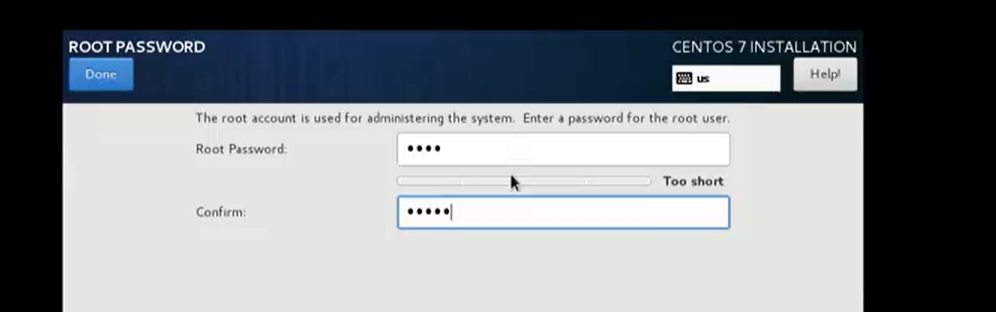 ROOT PASSWORD
CENTOS 7 INSTALLATION
Done
us
Help!
The root account is used for administering the system. Enter a password for the root user.
Root Password:
••••
Too short
Confirm:
•••••